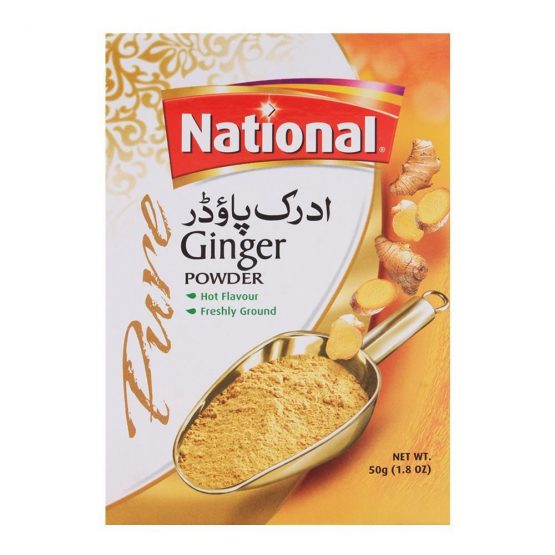 National®
Pure
ادرک پاؤڈر
Ginger
POWDER
Hot Flavour
Freshly Ground
NET WT.
50g (1.8 OZ)